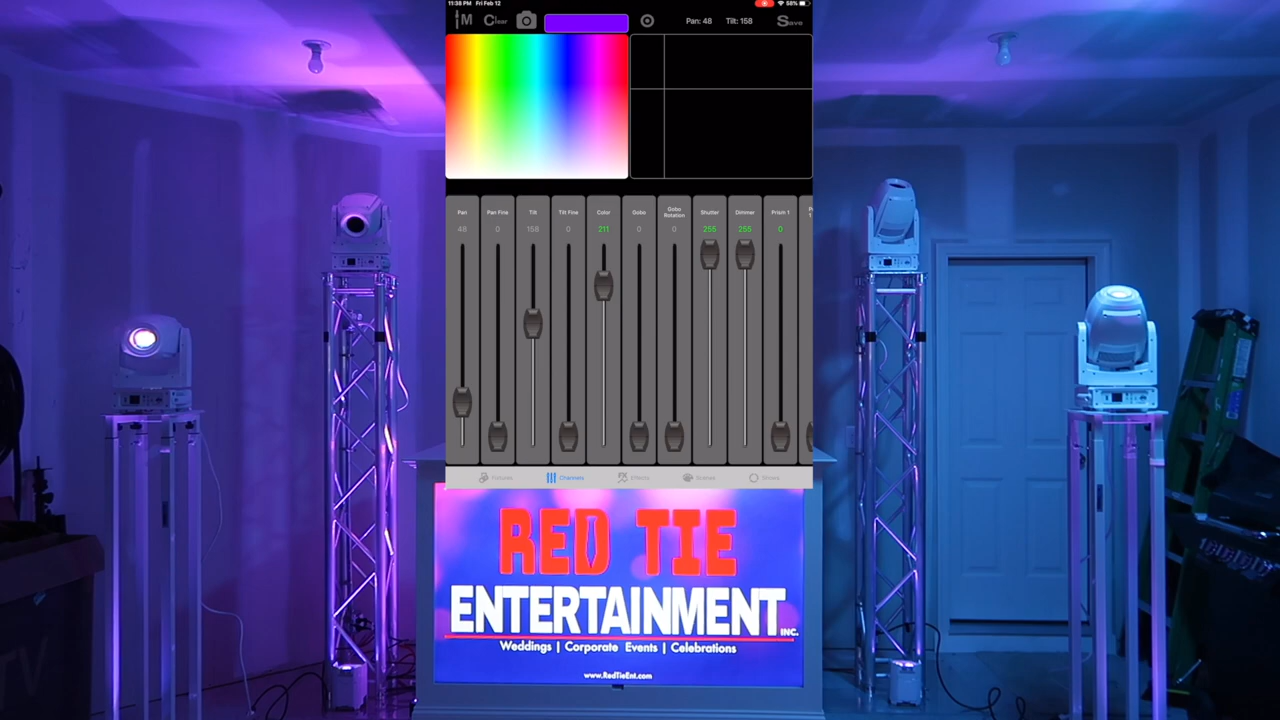 11:38 PM Fri Feb 12
58%
M
Clear
Pan: 48 Tilt: 158
Save
Pan Pan Fine Tilt Tilt Fine Color Gobo Gobo Rotation Shutter Dimmer Prism 1
48 0 158 0 211 0 0 255 255 0
Fixtures Channels FX Effects Scenes Shows
RED TIE
ENTERTAINMENT INC.
Weddings | Corporate Events | Celebrations
www.RedTieEnt.com